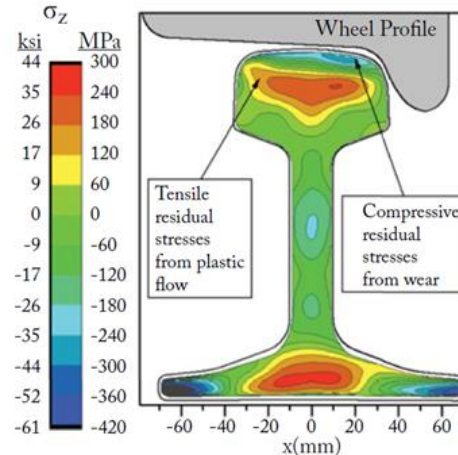 σz
ksi MPa
44 300
35 240
26 180
17 120
9 60
0 0
-9 -60
-17 -120
-26 -180
35 -240
-44 -300
-52 -360
-61 -420
Wheel Profile
Tensile
residual
stresses
from plastic
flow
Compressive
residual
stresses
from wear
-60 -40 -20 0 20 40 60
x(mm)